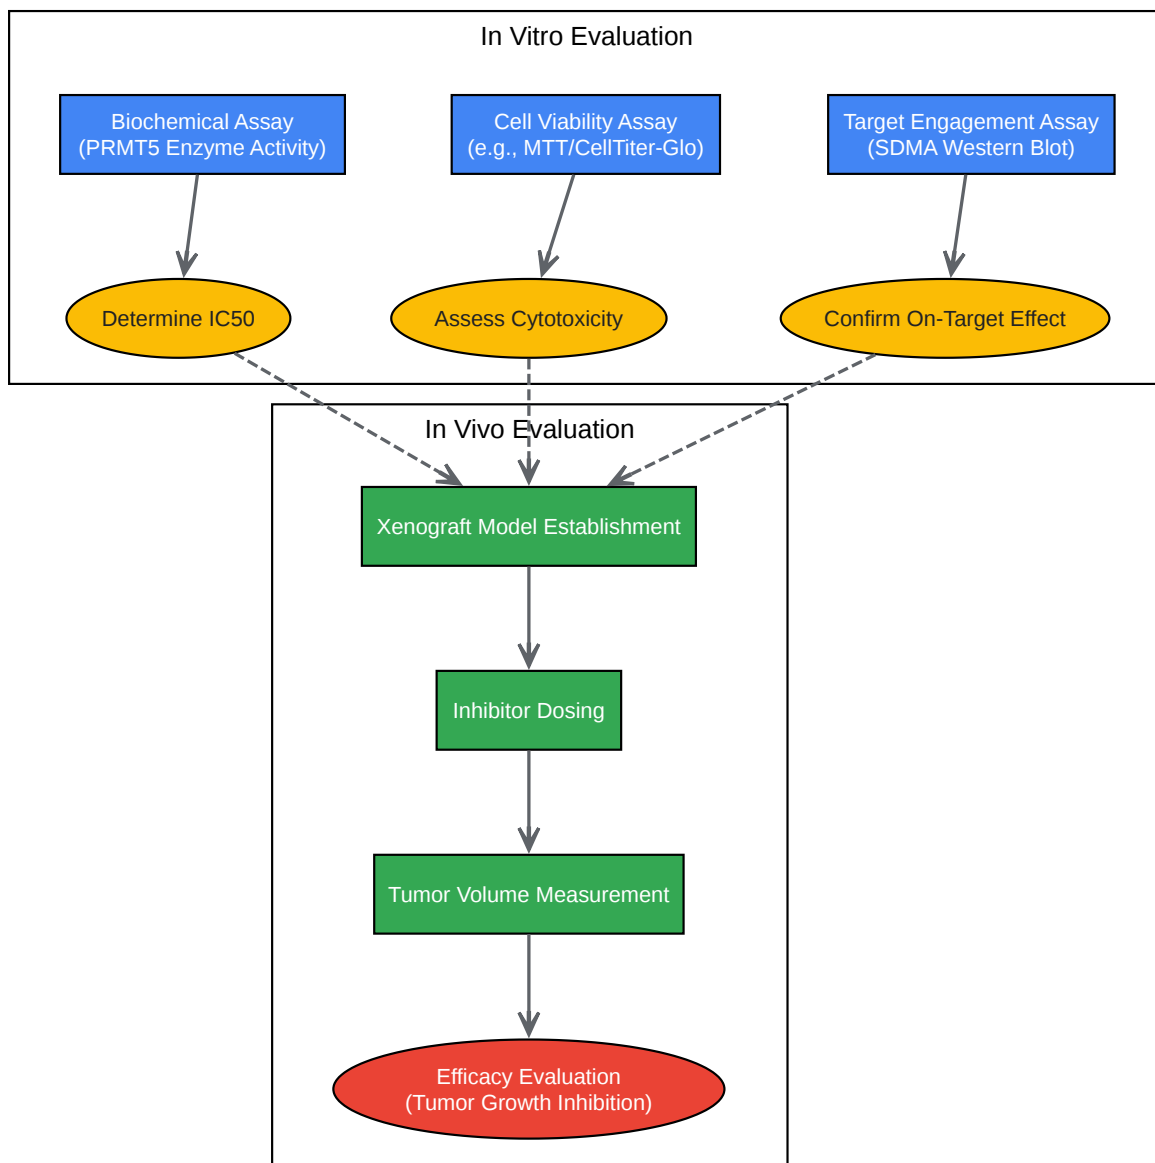 In Vitro Evaluation
Biochemical Assay
(PRMT5 Enzyme Activity)
Cell Viability Assay
(e.g., MTT/CellTiter-Glo)
Target Engagement Assay
(SDMA Western Blot)
Determine IC50
Assess Cytotoxicity
Confirm On-Target Effect
In Vivo Evaluation
Xenograft Model Establishment
Inhibitor Dosing
Tumor Volume Measurement
Efficacy Evaluation
(Tumor Growth Inhibition)